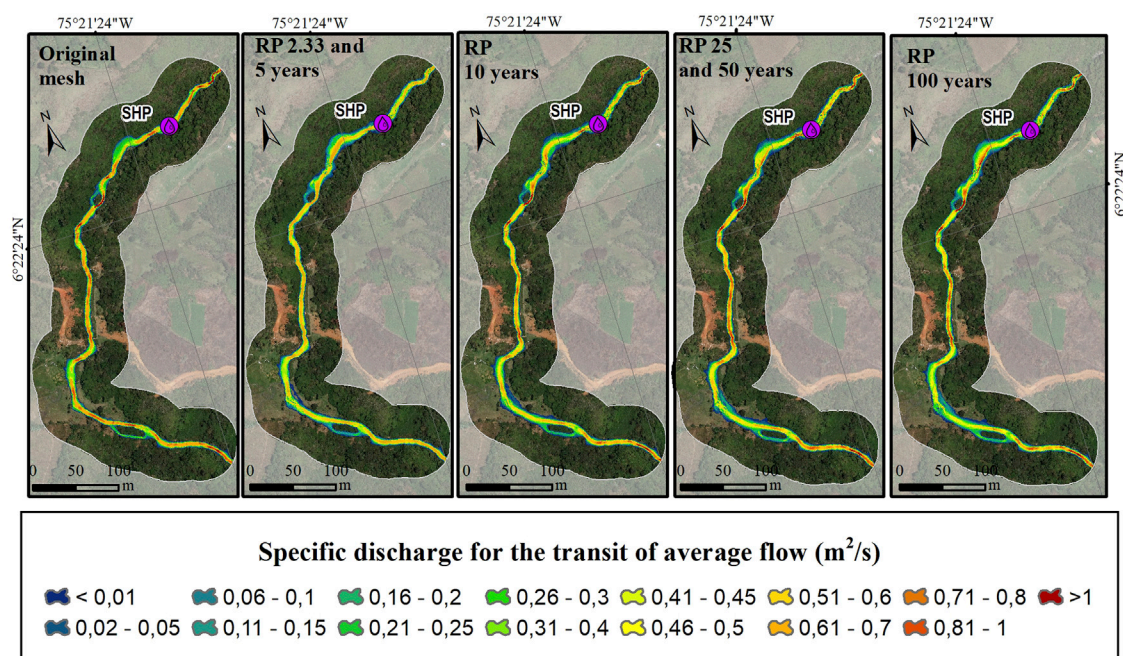 75°21'24"W
75°21'24"W
75°21'24"W
75°21'24"W
75°21'24"W
Original
mesh
RP 2.33 and
5 years
RP
10 years
RP 25
and 50 years
RP
100 years
N
N
N
N
N
SHP
SHP
SHP
SHP
SHP
6°22'24"N
6°22'24"N
0 50 100
m
0 50 100
m
0 50 100
m
0 50 100
m
0 50 100
m
Specific discharge for the transit of average flow (m²/s)
< 0,01 0,06 - 0,1 0,16 - 0,2 0,26 - 0,3 0,41 - 0,45 0,51 - 0,6 0,71 - 0,8 >1
0,02 - 0,05 0,11 - 0,15 0,21 - 0,25 0,31 - 0,4 0,46 - 0,5 0,61 - 0,7 0,81 - 1